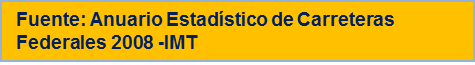 Fuente: Anuario Estadístico de Carreteras
Federales 2008 -IMT